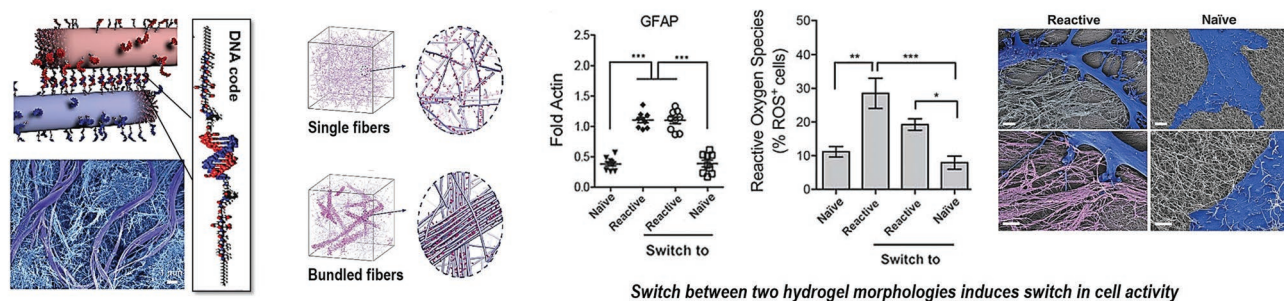 DNA code
1 µm
Single fibers
Bundled fibers
GFAP
Fold Actin
2.5
2.0
1.5
1.0
0.5
0.0
***
***
Naïve
Reactive
Reactive
Naïve
Switch to
Reactive Oxygen Species
(% ROS⁺ cells)
40
30
20
10
0
**
***
*
Naïve
Reactive
Reactive
Naïve
Switch to
Reactive
Naïve
Switch between two hydrogel morphologies induces switch in cell activity